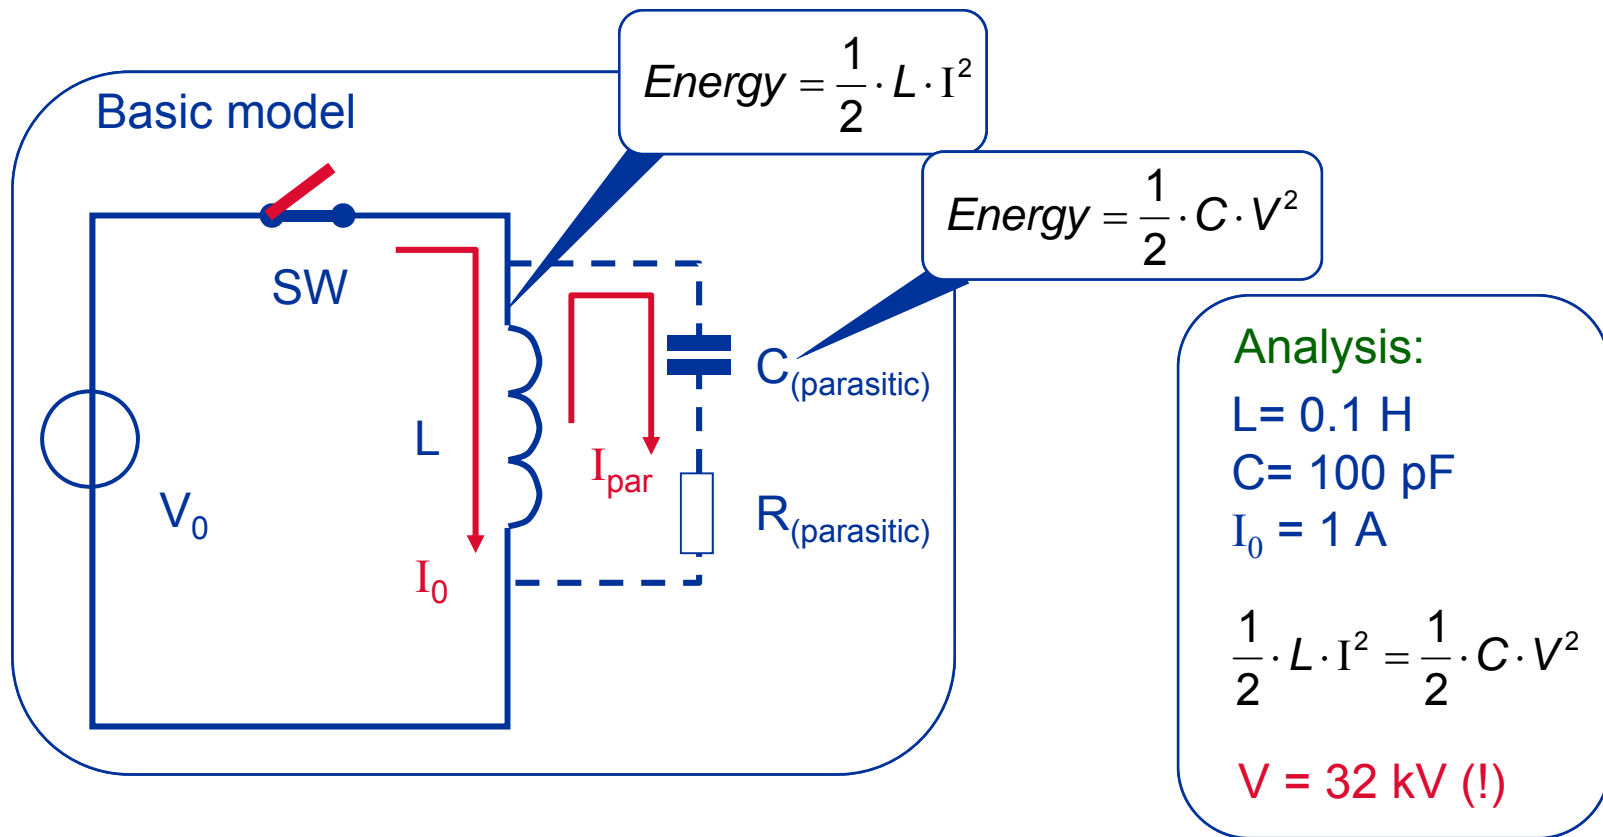 Basic model
Energy = 1/2 · L · I²
Energy = 1/2 · C · V²
SW
C(parasitic)
L
I_par
V₀
R(parasitic)
I₀
Analysis:
L= 0.1 H
C= 100 pF
I₀ = 1 A
1/2 · L · I² = 1/2 · C · V²
V = 32 kV (!)